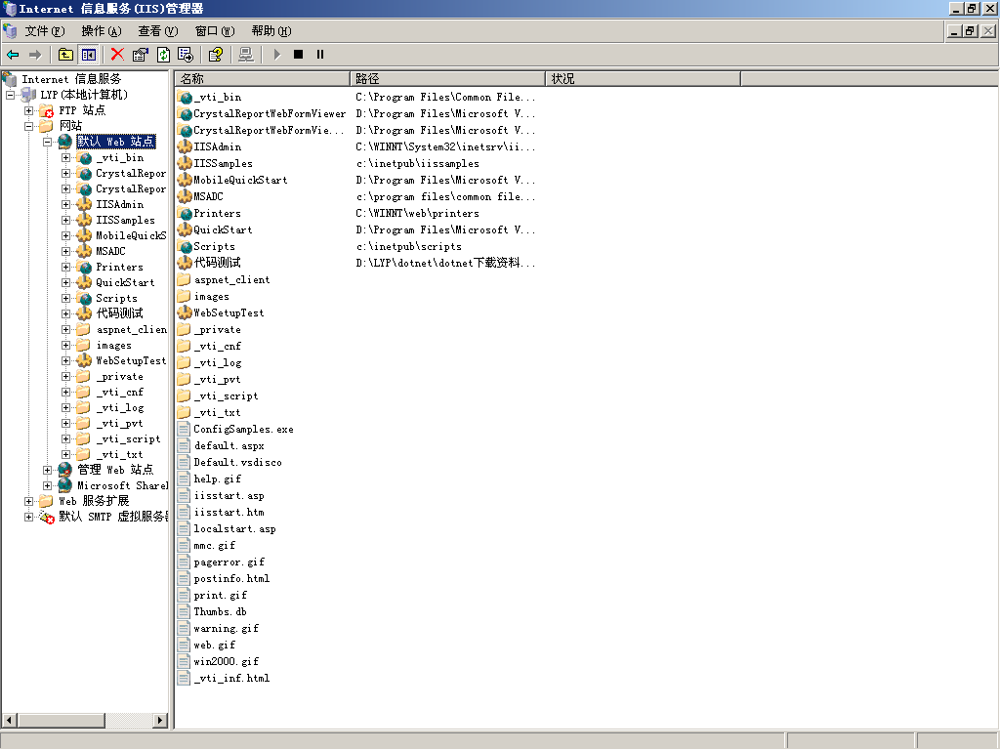 Internet 信息服务(IIS)管理器
文件(F) 操作(A) 查看(V) 窗口(W) 帮助(H)
Internet 信息服务
LYP(本地计算机)
FTP 站点
网站
默认 Web 站点
_vti_bin
CrystalRepor
CrystalRepor
IISAdmin
IISSamples
MobileQuickS
MSADC
Printers
QuickStart
Scripts
代码测试
aspnet_clien
images
WebSetupTest
_private
_vti_cnf
_vti_log
_vti_pvt
_vti_script
_vti_txt
管理 Web 站点
Microsoft Share
Web 服务扩展
默认 SMTP 虚拟服务器
名称 路径 状况
_vti_bin C:\Program Files\Common File...
CrystalReportWebFormViewer D:\Program Files\Microsoft V...
CrystalReportWebFormVie... D:\Program Files\Microsoft V...
IISAdmin C:\WINNT\System32\inetsrv\ii...
IISSamples c:\inetpub\iissamples
MobileQuickStart D:\Program Files\Microsoft V...
MSADC c:\program files\common file...
Printers C:\WINNT\web\printers
QuickStart D:\Program Files\Microsoft V...
Scripts c:\inetpub\scripts
代码测试 D:\LYP\dotnet\dotnet下载资料...
aspnet_client
images
WebSetupTest
_private
_vti_cnf
_vti_log
_vti_pvt
_vti_script
_vti_txt
ConfigSamples.exe
default.aspx
Default.vsdisco
help.gif
iisstart.asp
iisstart.htm
localstart.asp
mmc.gif
pagerror.gif
postinfo.html
print.gif
Thumbs.db
warning.gif
web.gif
win2000.gif
_vti_inf.html